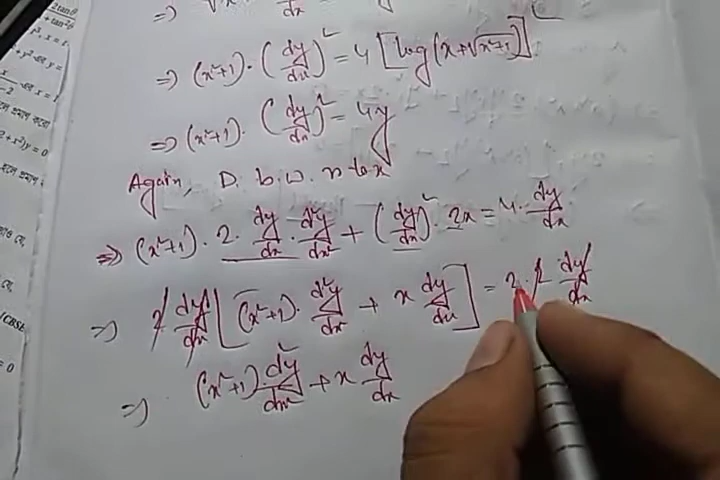 2tanθ
⇒ (x²+1)·(dy/dx)² = 4[log(x+√x²+1)]²
⇒ (x²+1)·(dy/dx)² = 4y
Again, D. b. w. r. to x
⇒ (x²+1)·2·dy/dx·d²y/dx² + (dy/dx)²·2x = 4·dy/dx
⇒ 2 dy/dx[(x²+1)·d²y/dx² + x dy/dx] = 2·2 dy/dx
⇒ (x²+1)d²y/dx² + x dy/dx